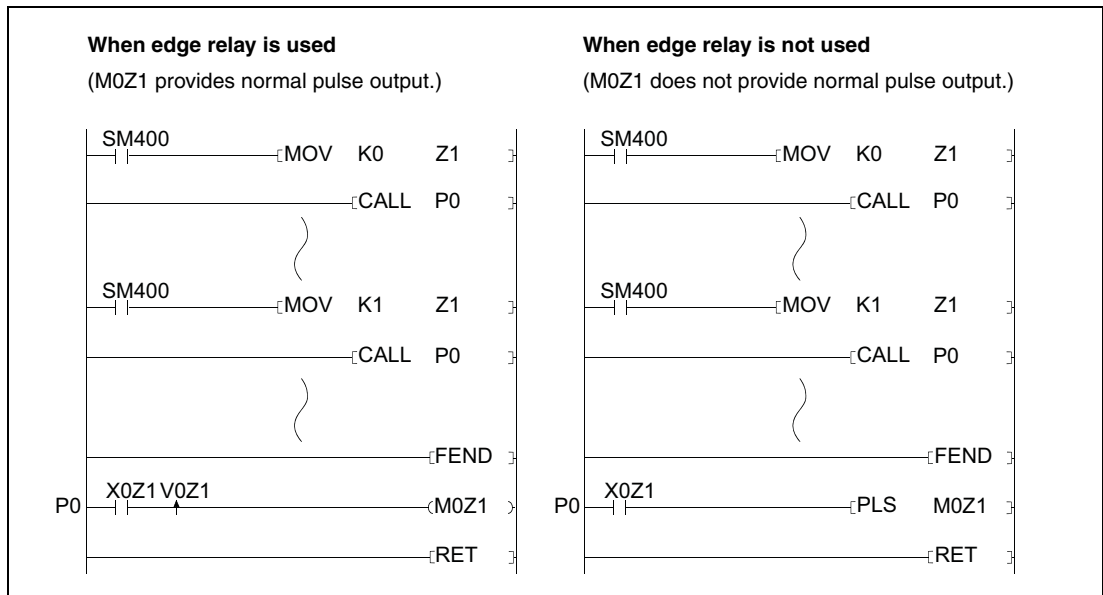 When edge relay is used
(M0Z1 provides normal pulse output.)
SM400
MOV K0 Z1
CALL P0
SM400
MOV K1 Z1
CALL P0
FEND
X0Z1 V0Z1
P0 M0Z1
RET
When edge relay is not used
(M0Z1 does not provide normal pulse output.)
SM400
MOV K0 Z1
CALL P0
SM400
MOV K1 Z1
CALL P0
FEND
X0Z1
P0 PLS M0Z1
RET